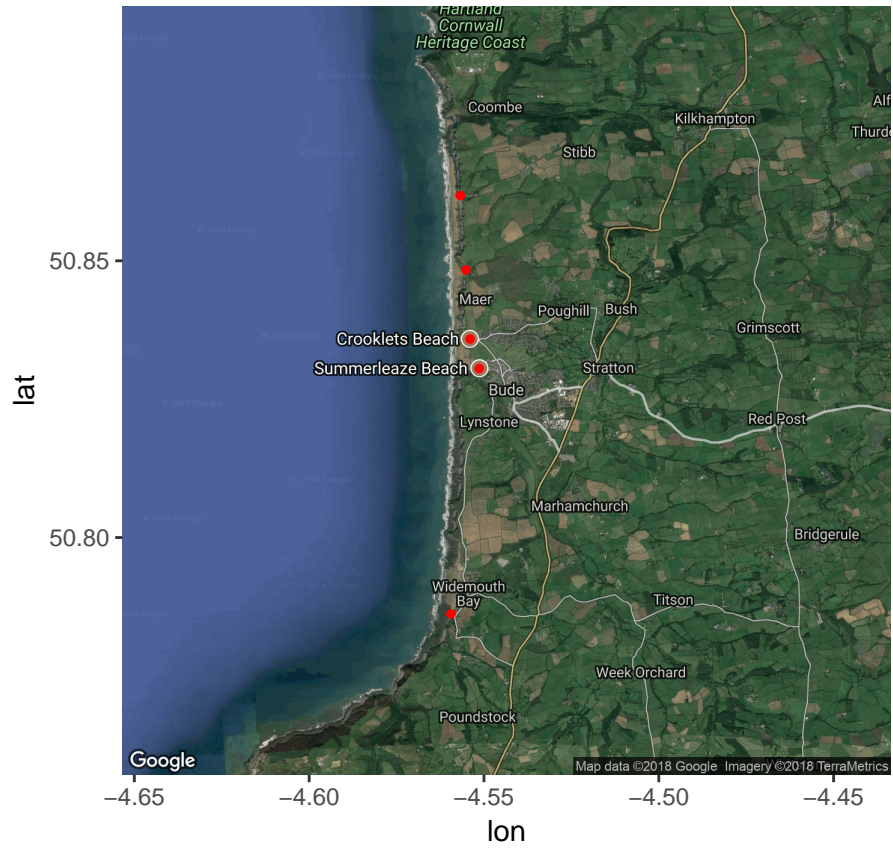 Hartland
Cornwall
Heritage Coast
Coombe
Alf
Kilkhampton
Thurdo
Stibb
50.85
Maer
Poughill
Bush
Grimscott
Crooklets Beach
Summerleaze Beach
Stratton
Bude
Lynstone
Red Post
lat
50.80
Marhamchurch
Bridgerule
Widemouth
Bay
Titson
Week Orchard
Poundstock
Google
Map data ©2018 Google Imagery ©2018 TerraMetrics
−4.65
−4.60
−4.55
−4.50
−4.45
lon